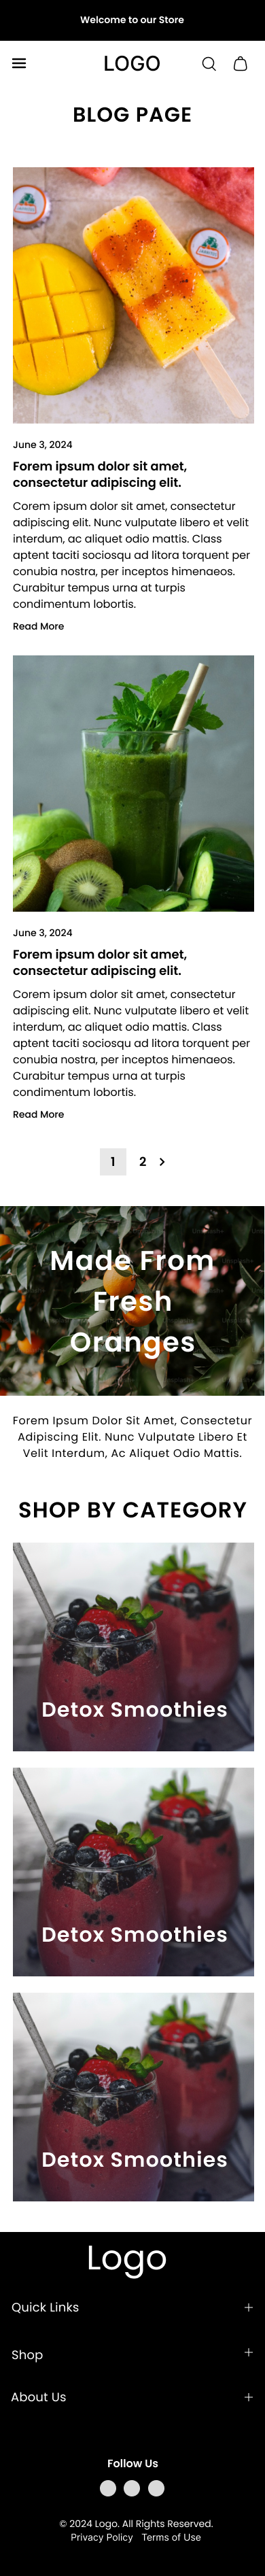 Welcome to our Store
LOGO
BLOG PAGE
June 3, 2024
Forem ipsum dolor sit amet,
consectetur adipiscing elit.
Corem ipsum dolor sit amet, consectetur
adipiscing elit. Nunc vulputate libero et velit
interdum, ac aliquet odio mattis. Class
aptent taciti sociosqu ad litora torquent per
conubia nostra, per inceptos himenaeos.
Curabitur tempus urna at turpis
condimentum lobortis.
Read More
June 3, 2024
Forem ipsum dolor sit amet,
consectetur adipiscing elit.
Corem ipsum dolor sit amet, consectetur
adipiscing elit. Nunc vulputate libero et velit
interdum, ac aliquet odio mattis. Class
aptent taciti sociosqu ad litora torquent per
conubia nostra, per inceptos himenaeos.
Curabitur tempus urna at turpis
condimentum lobortis.
Read More
1 2
Made From
Fresh
Oranges
Forem Ipsum Dolor Sit Amet, Consectetur
Adipiscing Elit. Nunc Vulputate Libero Et
Velit Interdum, Ac Aliquet Odio Mattis.
SHOP BY CATEGORY
Detox Smoothies
Detox Smoothies
Detox Smoothies
Logo
Quick Links
Shop
About Us
Follow Us
© 2024 Logo. All Rights Reserved.
Privacy Policy Terms of Use